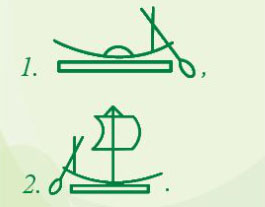 1. ,
2. .